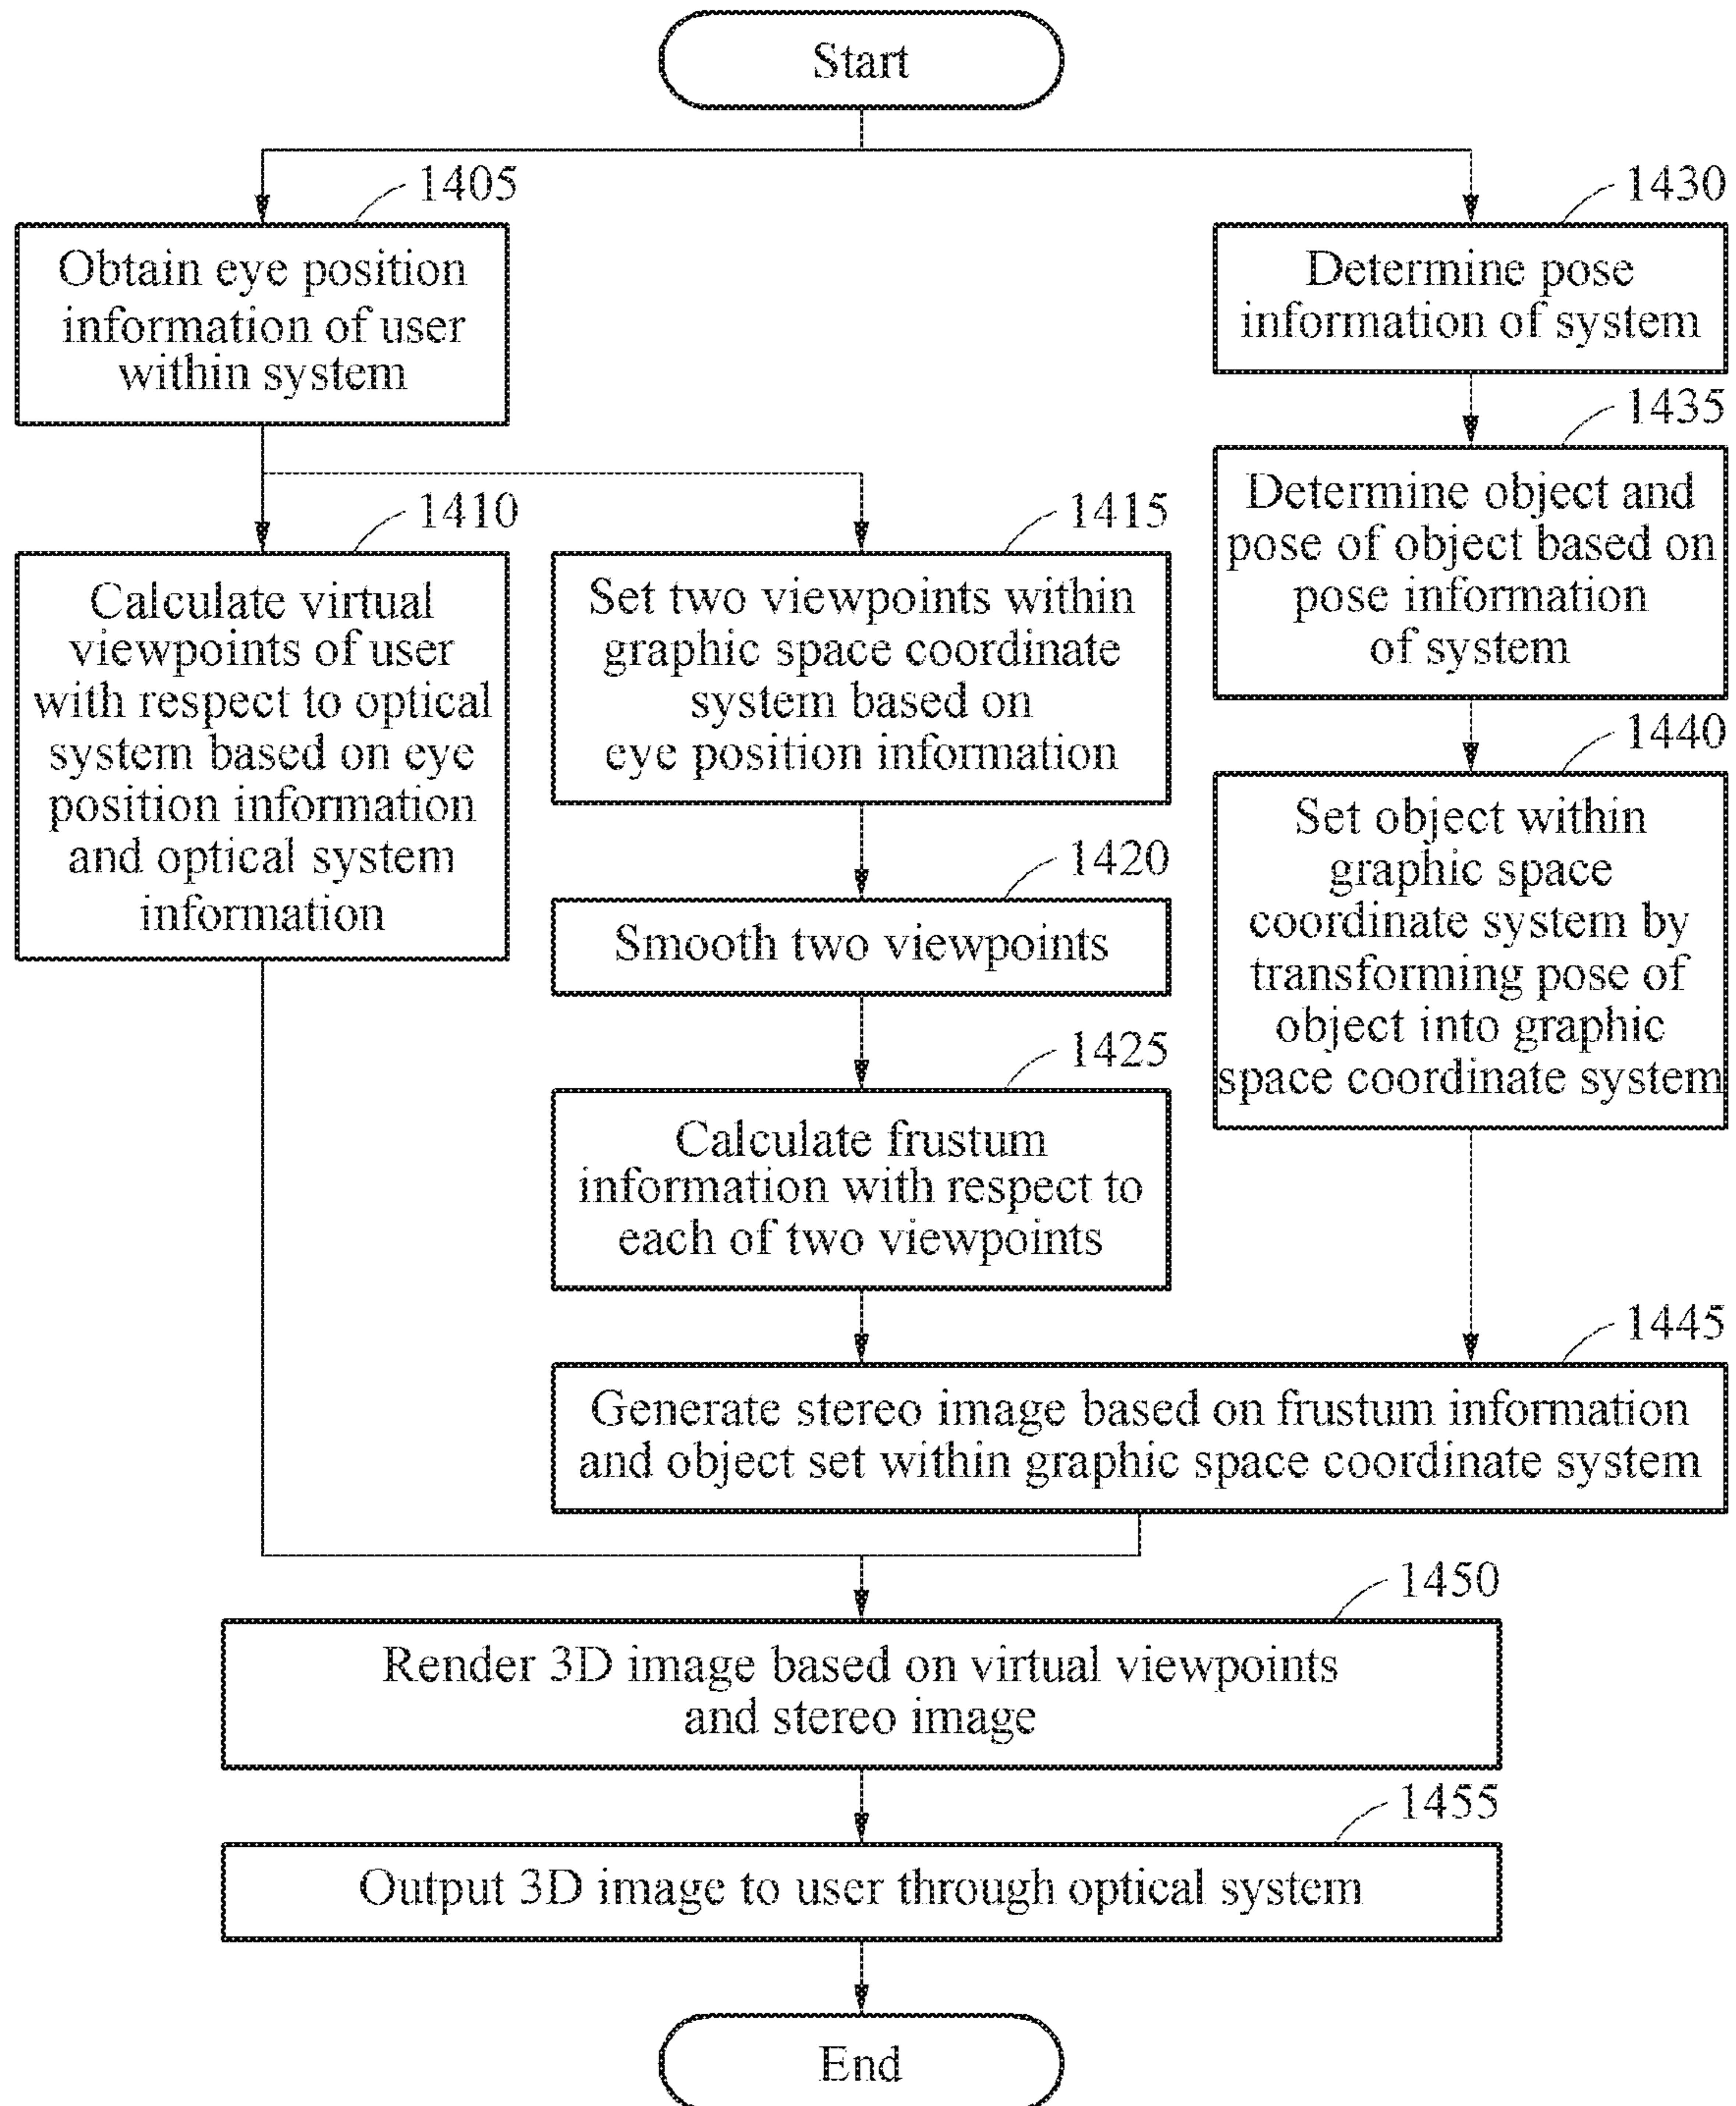 Start
1405
Obtain eye position
information of user
within system
1410
Calculate virtual
viewpoints of user
with respect to optical
system based on eye
position information
and optical system
information
1415
Set two viewpoints within
graphic space coordinate
system based on
eye position information
1420
Smooth two viewpoints
1425
Calculate frustum
information with respect to
each of two viewpoints
1430
Determine pose
information of system
1435
Determine object and
pose of object based on
pose information
of system
1440
Set object within
graphic space
coordinate system by
transforming pose of
object into graphic
space coordinate system
1445
Generate stereo image based on frustum information
and object set within graphic space coordinate system
1450
Render 3D image based on virtual viewpoints
and stereo image
1455
Output 3D image to user through optical system
End